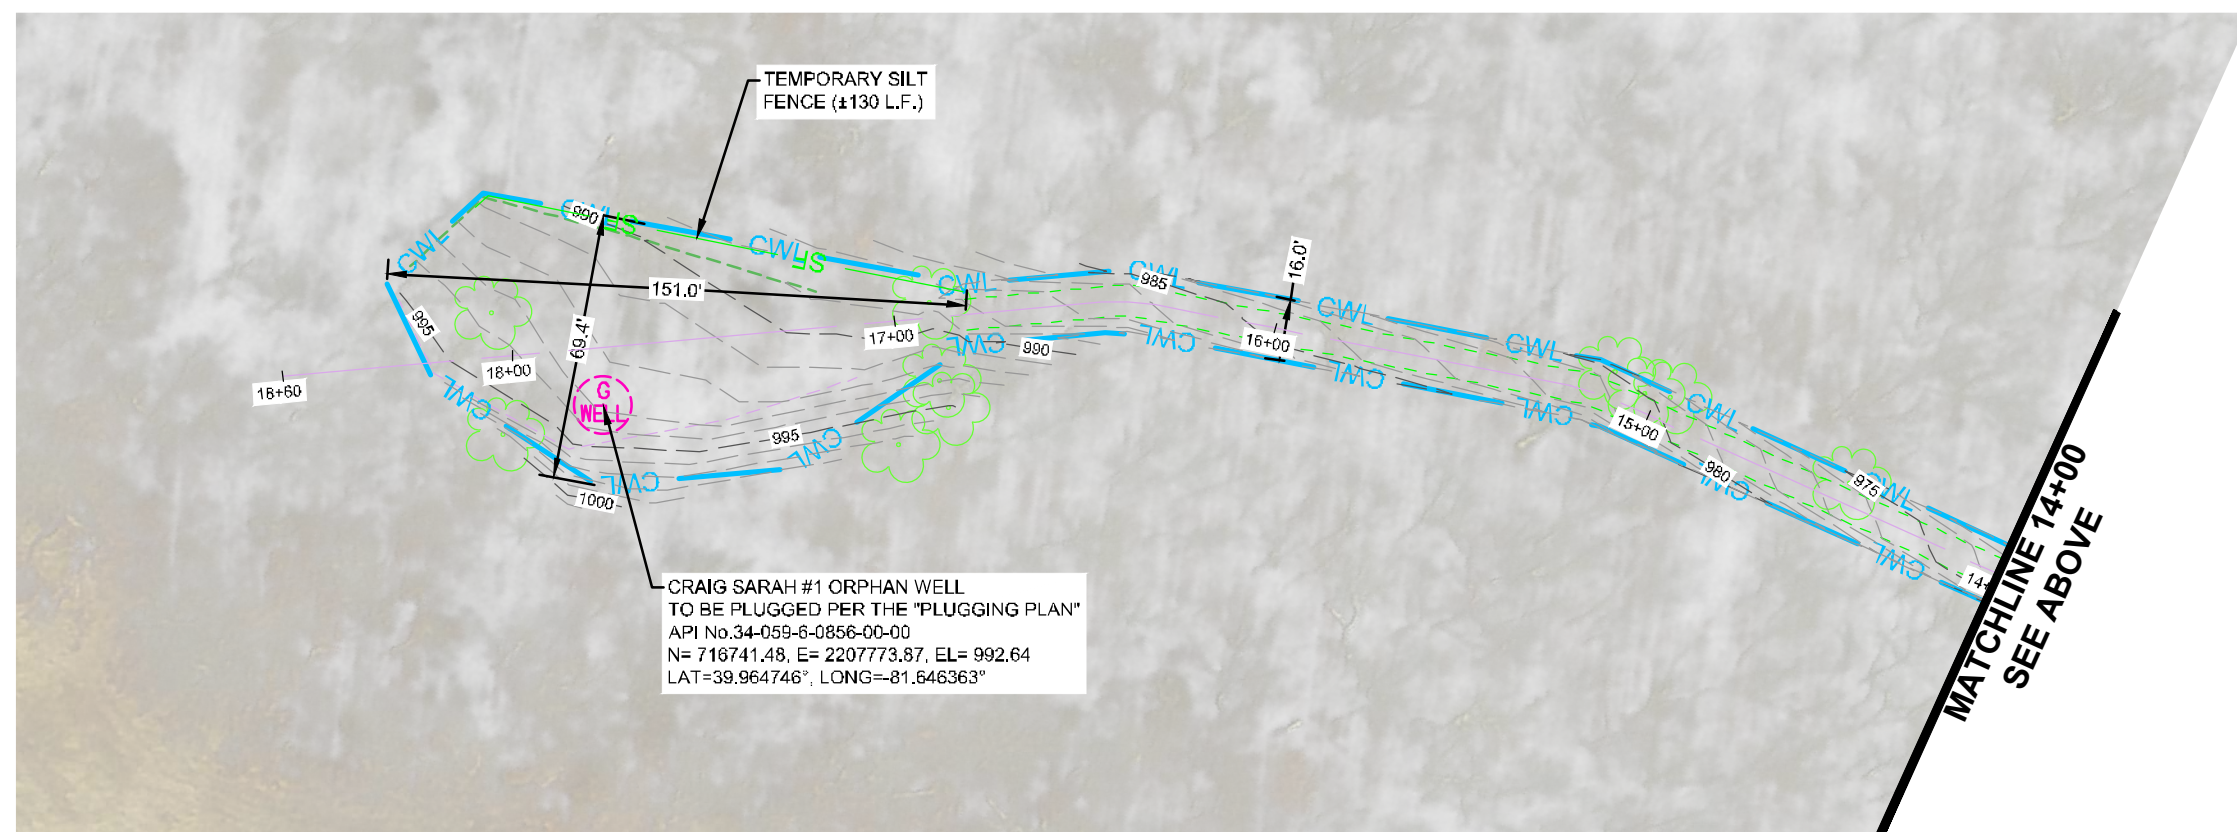 TEMPORARY SILT
FENCE (±130 L.F.)
CWL
990
SF
CWL
SF
CWL
CWL
CWL
985
16.0'
CWL
CWL
CWL
CWL
151.0'
995
69.4'
18+60
18+00
17+00
CWL
990
CWL
16+00
CWL
CWL
15+00
980
CWL
975
CWL
14+
G
WELL
CWL
995
CWL
CWL
1000
CRAIG SARAH #1 ORPHAN WELL
TO BE PLUGGED PER THE "PLUGGING PLAN"
API No.34-059-6-0856-00-00
N= 716741.48, E= 2207773.87, EL= 992.64
LAT=39.964746°, LONG=-81.646363°
MATCHLINE 14+00
SEE ABOVE